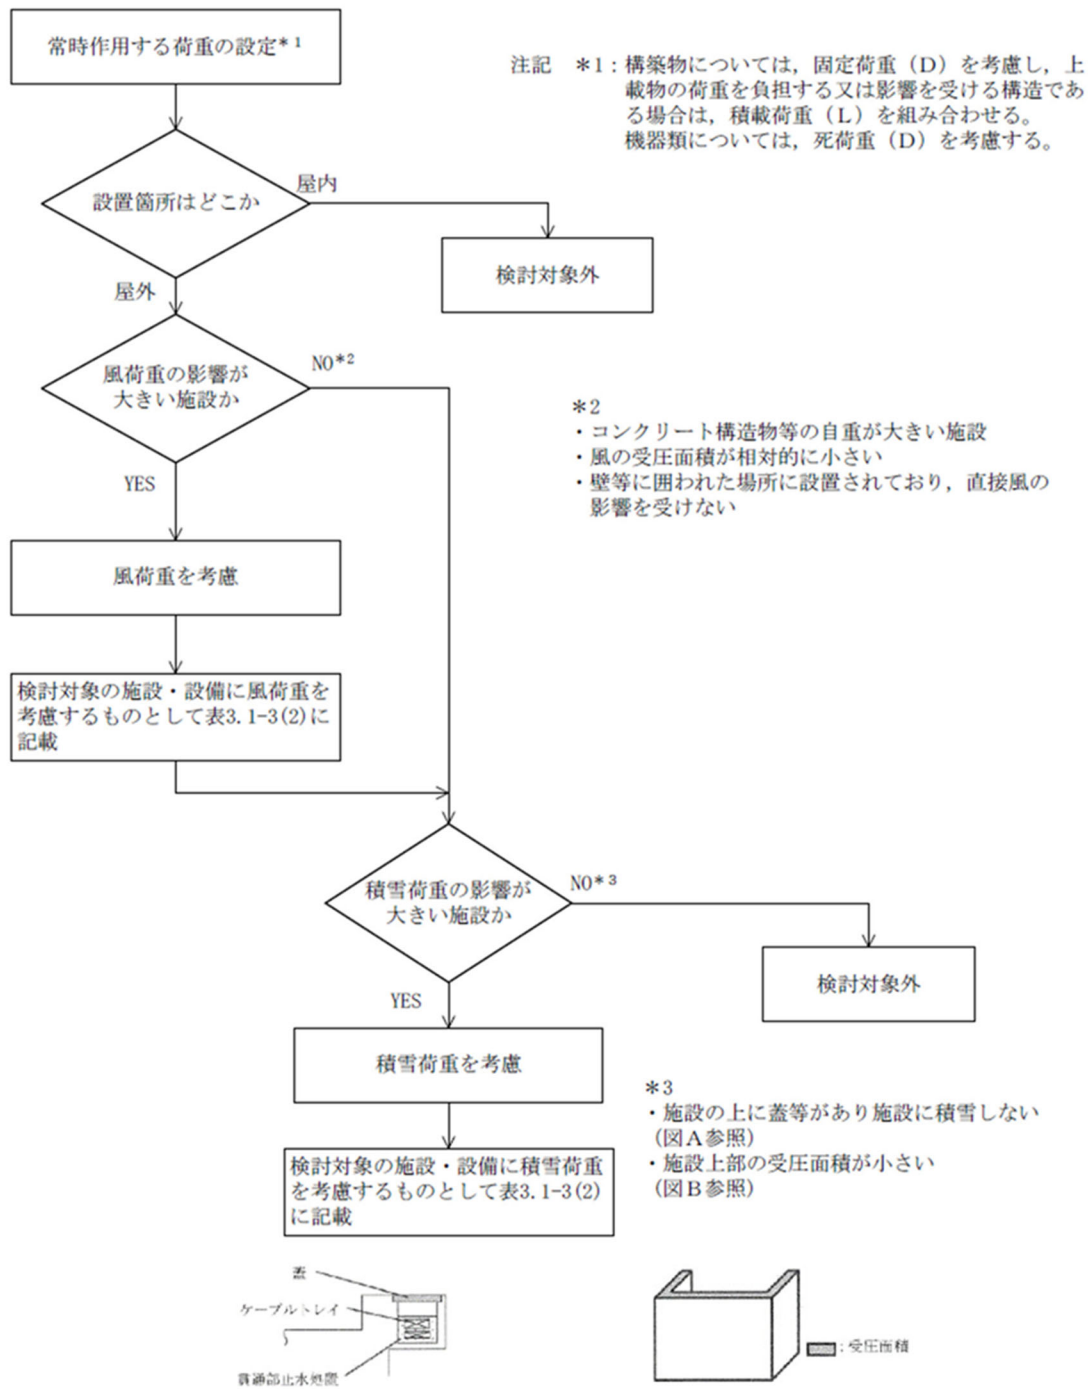 常時作用する荷重の設定*1
注記 *1:構築物については，固定荷重（D）を考慮し，上
載物の荷重を負担する又は影響を受ける構造であ
る場合は，積載荷重（L）を組み合わせる。
機器類については，死荷重（D）を考慮する。
設置箇所はどこか
屋内
検討対象外
屋外
風荷重の影響が
大きい施設か
NO*2
*2
・コンクリート構造物等の自重が大きい施設
・風の受圧面積が相対的に小さい
・壁等に囲われた場所に設置されており，直接風の
影響を受けない
YES
風荷重を考慮
検討対象の施設・設備に風荷重を
考慮するものとして表3.1-3(2)に
記載
積雪荷重の影響が
大きい施設か
NO*3
検討対象外
YES
積雪荷重を考慮
*3
・施設の上に蓋等があり施設に積雪しない
（図A参照）
・施設上部の受圧面積が小さい
（図B参照）
検討対象の施設・設備に積雪荷重
を考慮するものとして表3.1-3(2)
に記載
蓋
ケーブルトレイ
貫通部止水処置
:受圧面積